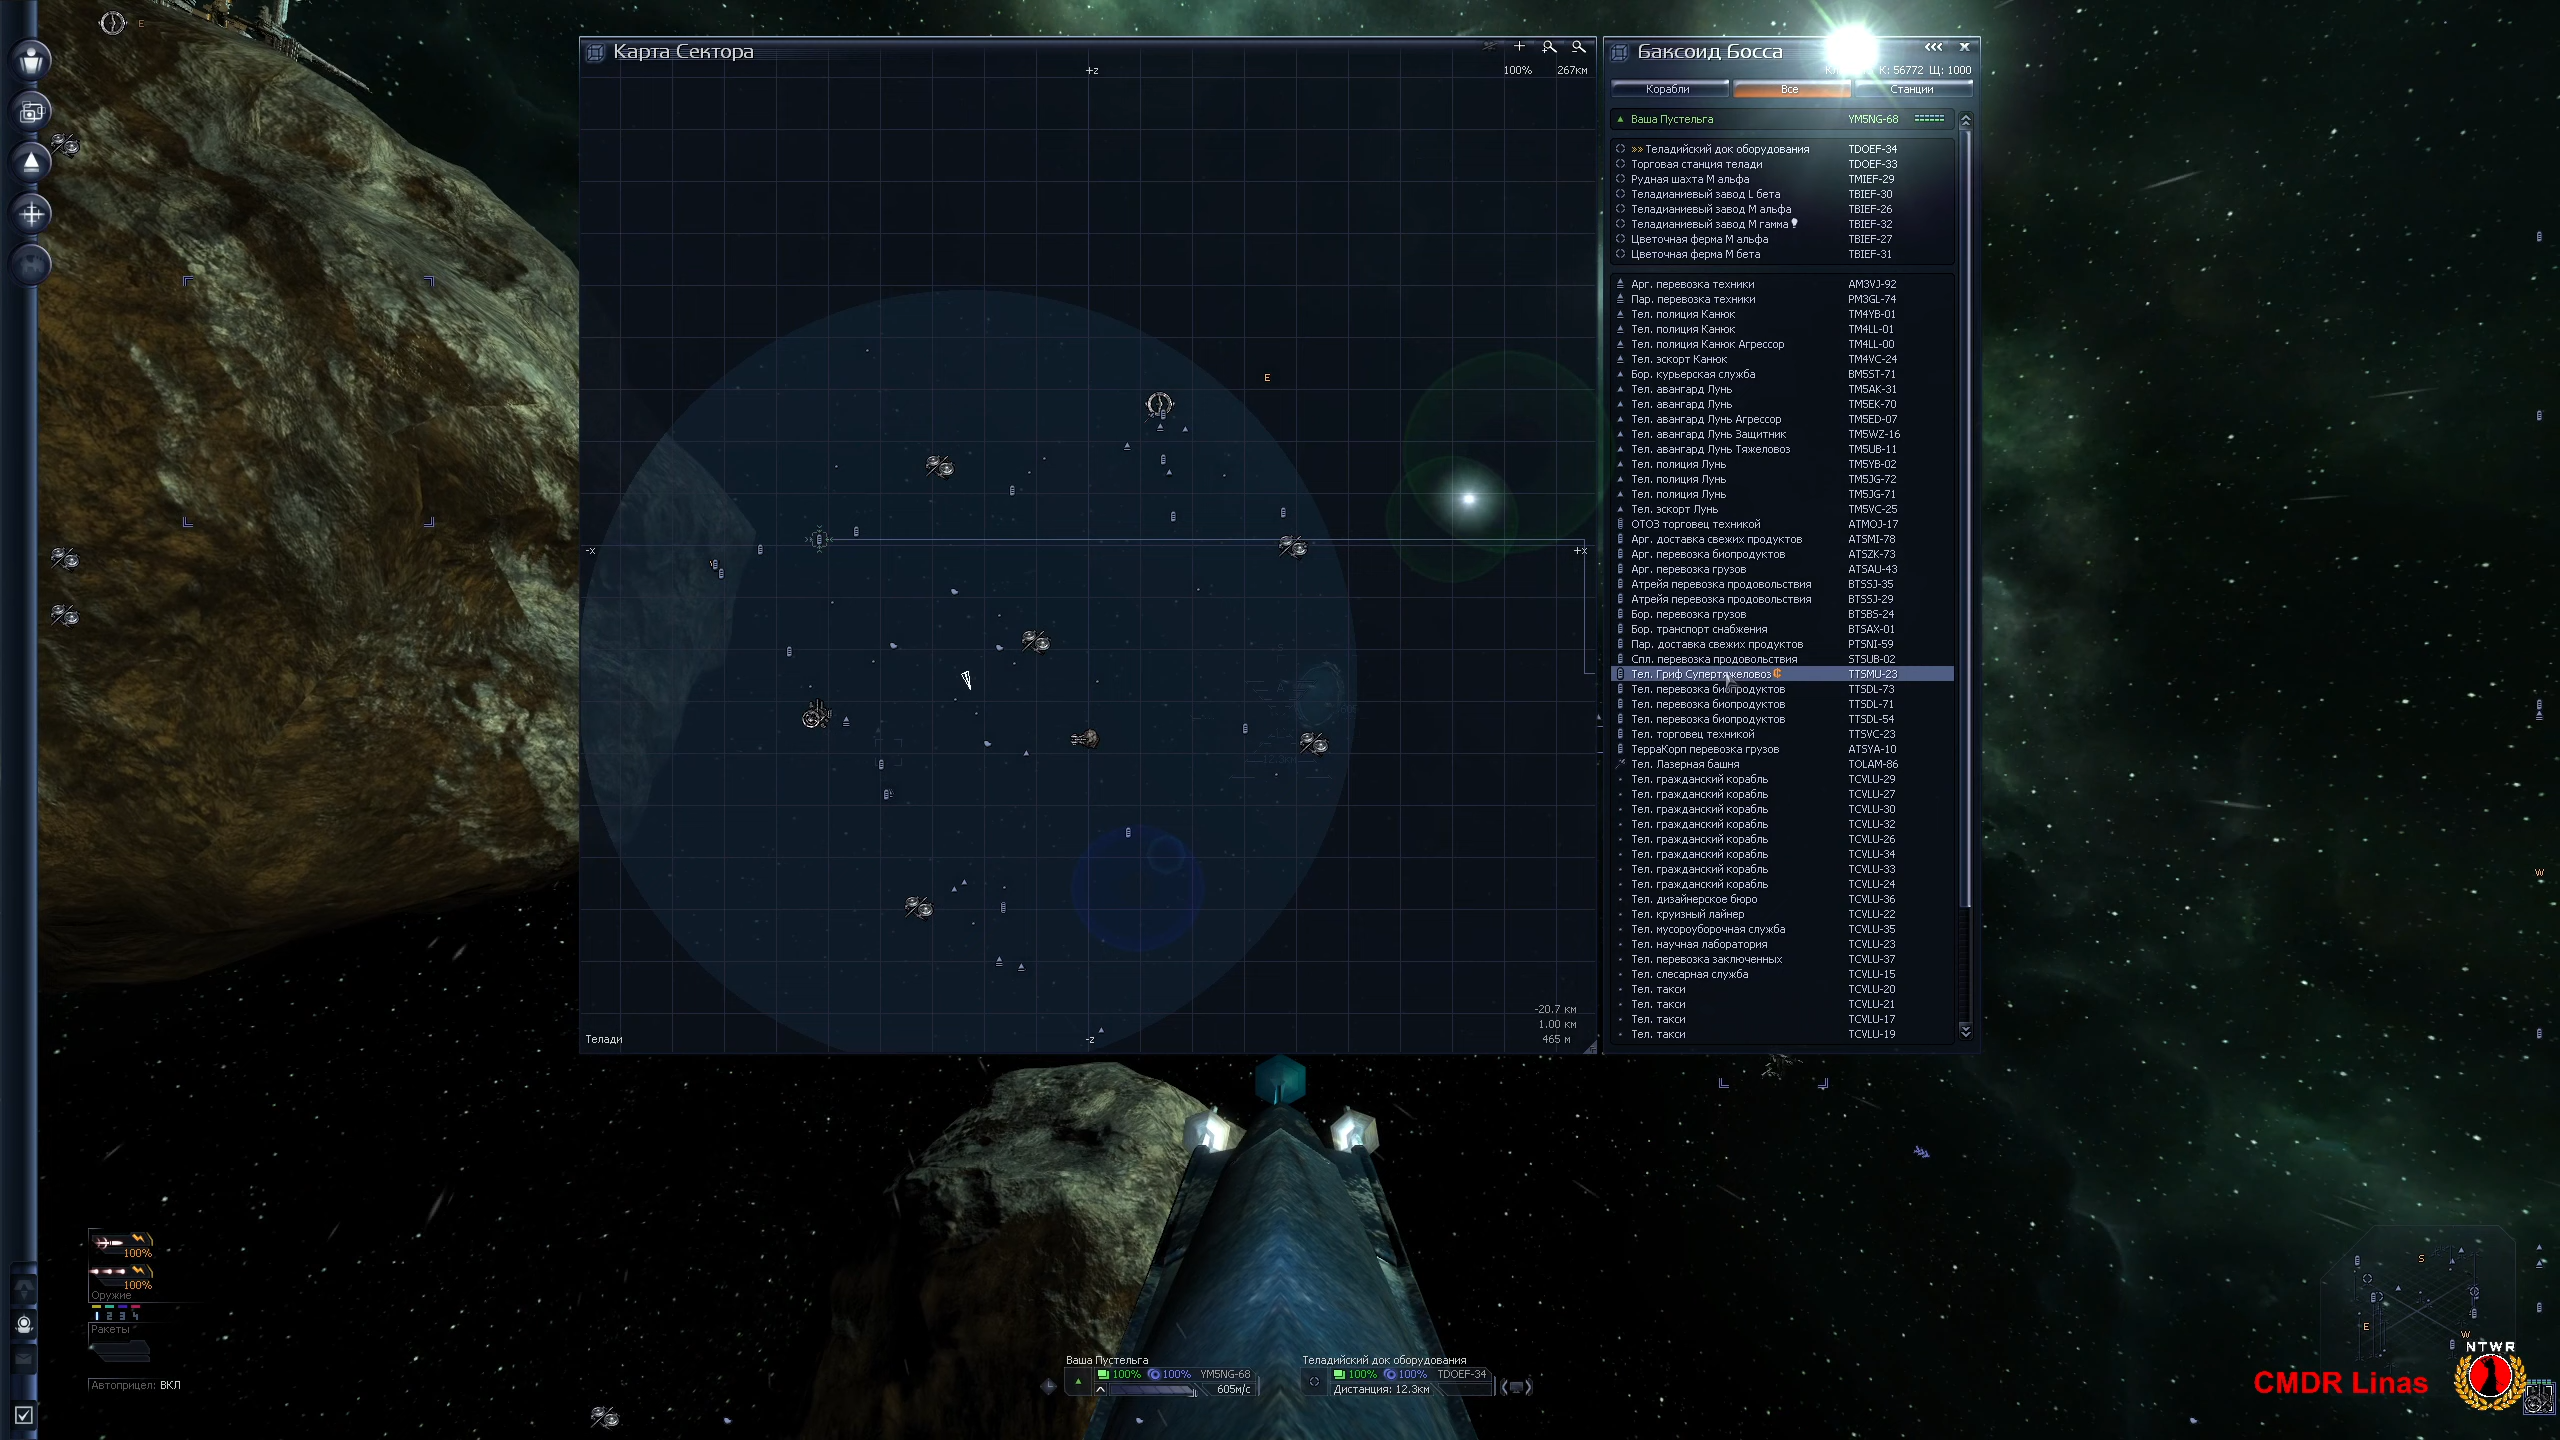 E
Карта Сектора
100% 267км
+z
E
-x
+x
-20.7 км
1.00 км
465 м
Телади
-z
Баксоид Босса
К: 56772 Щ: 1000
Корабли Все Станции
Ваша Пустельга YM5NG-68
»» Теладийский док оборудования TDOEF-34
Торговая станция телади TDOEF-33
Рудная шахта M альфа TMIEF-29
Теладианиевый завод L бета TBIEF-30
Теладианиевый завод M альфа TBIEF-26
Теладианиевый завод M гамма TBIEF-32
Цветочная ферма M альфа TBIEF-27
Цветочная ферма M бета TBIEF-31
Арг. перевозка техники AM3VJ-92
Пар. перевозка техники PM3GL-74
Тел. полиция Канюк TM4YB-01
Тел. полиция Канюк TM4LL-01
Тел. полиция Канюк Агрессор TM4LL-00
Тел. эскорт Канюк TM4VC-24
Бор. курьерская служба BM5ST-71
Тел. авангард Лунь TM5AK-31
Тел. авангард Лунь TM5EK-70
Тел. авангард Лунь Агрессор TM5ED-07
Тел. авангард Лунь Защитник TM5WZ-16
Тел. авангард Лунь Тяжеловоз TM5UB-11
Тел. полиция Лунь TM5YB-02
Тел. полиция Лунь TM5JG-72
Тел. полиция Лунь TM5JG-71
Тел. эскорт Лунь TM5VC-25
ОТОЗ торговец техникой ATMOJ-17
Арг. доставка свежих продуктов ATSMI-78
Арг. перевозка биопродуктов ATSZK-73
Арг. перевозка грузов ATSAU-43
Атрейя перевозка продовольствия BTSSJ-35
Атрейя перевозка продовольствия BTSSJ-29
Бор. перевозка грузов BTSBS-24
Бор. транспорт снабжения BTSAX-01
Пар. доставка свежих продуктов PTSNI-59
Спл. перевозка продовольствия STSUB-02
Тел. Гриф Супертяжеловоз TTSMU-23
Тел. перевозка биопродуктов TTSDL-73
Тел. перевозка биопродуктов TTSDL-71
Тел. перевозка биопродуктов TTSDL-54
Тел. торговец техникой TTSVC-23
ТерраКорп перевозка грузов ATSYA-10
Тел. Лазерная башня TOLAM-86
Тел. гражданский корабль TCVLU-29
Тел. гражданский корабль TCVLU-27
Тел. гражданский корабль TCVLU-30
Тел. гражданский корабль TCVLU-32
Тел. гражданский корабль TCVLU-26
Тел. гражданский корабль TCVLU-34
Тел. гражданский корабль TCVLU-33
Тел. гражданский корабль TCVLU-24
Тел. дизайнерское бюро TCVLU-36
Тел. круизный лайнер TCVLU-22
Тел. мусороуборочная служба TCVLU-35
Тел. научная лаборатория TCVLU-23
Тел. перевозка заключенных TCVLU-37
Тел. слесарная служба TCVLU-15
Тел. такси TCVLU-20
Тел. такси TCVLU-21
Тел. такси TCVLU-17
Тел. такси TCVLU-19
W
100%
100%
Оружие
1 2 3 4
Ракеты
Автоприцел: ВКЛ
Ваша Пустельга
100% 100% YM5NG-68
605м/с
Теладийский док оборудования
100% 100% TDOEF-34
Дистанция: 12.3км
S
E
W
NTWR
CMDR Linas